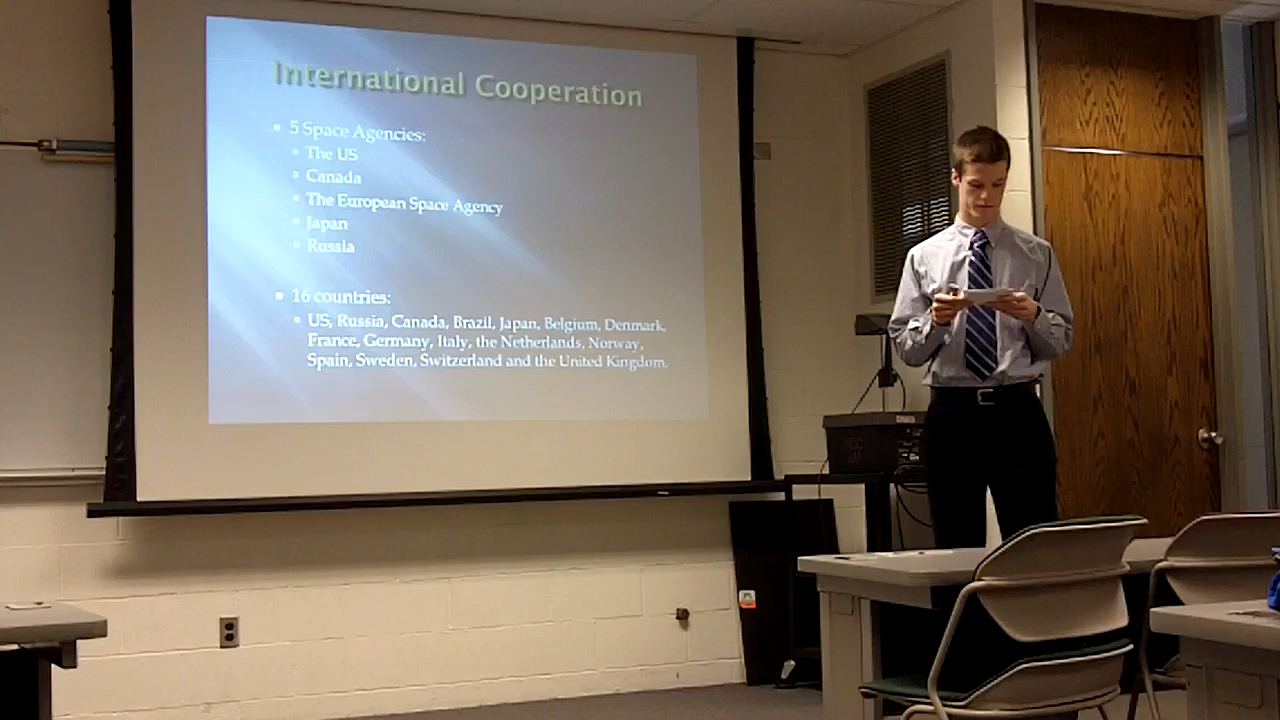 International Cooperation
5 Space Agencies:
The US
Canada
The European Space Agency
Japan
Russia
16 countries:
US, Russia, Canada, Brazil, Japan, Belgium, Denmark,
France, Germany, Italy, the Netherlands, Norway,
Spain, Sweden, Switzerland and the United Kingdom.